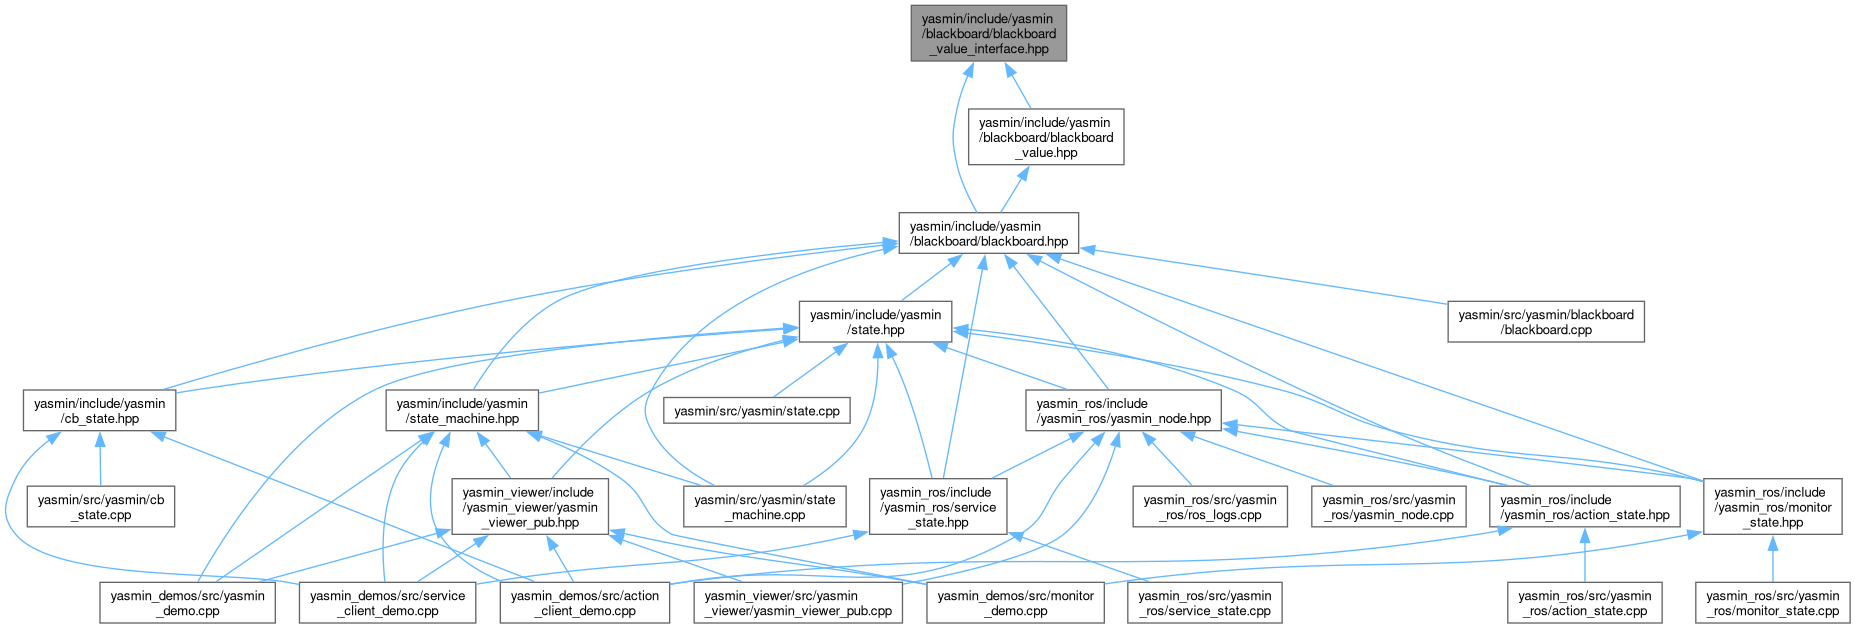 yasmin/include/yasmin
/blackboard/blackboard
_value_interface.hpp
yasmin/include/yasmin
/blackboard/blackboard
_value.hpp
yasmin/include/yasmin
/blackboard/blackboard.hpp
yasmin/include/yasmin
/state.hpp
yasmin/src/yasmin/blackboard
/blackboard.cpp
yasmin/include/yasmin
/cb_state.hpp
yasmin/include/yasmin
/state_machine.hpp
yasmin/src/yasmin/state.cpp
yasmin_ros/include
/yasmin_ros/yasmin_node.hpp
yasmin/src/yasmin/cb
_state.cpp
yasmin_viewer/include
/yasmin_viewer/yasmin
_viewer_pub.hpp
yasmin/src/yasmin/state
_machine.cpp
yasmin_ros/include
/yasmin_ros/service
_state.hpp
yasmin_ros/src/yasmin
_ros/ros_logs.cpp
yasmin_ros/src/yasmin
_ros/yasmin_node.cpp
yasmin_ros/include
/yasmin_ros/action_state.hpp
yasmin_ros/include
/yasmin_ros/monitor
_state.hpp
yasmin_demos/src/yasmin
_demo.cpp
yasmin_demos/src/service
_client_demo.cpp
yasmin_demos/src/action
_client_demo.cpp
yasmin_viewer/src/yasmin
_viewer/yasmin_viewer_pub.cpp
yasmin_demos/src/monitor
_demo.cpp
yasmin_ros/src/yasmin
_ros/service_state.cpp
yasmin_ros/src/yasmin
_ros/action_state.cpp
yasmin_ros/src/yasmin
_ros/monitor_state.cpp